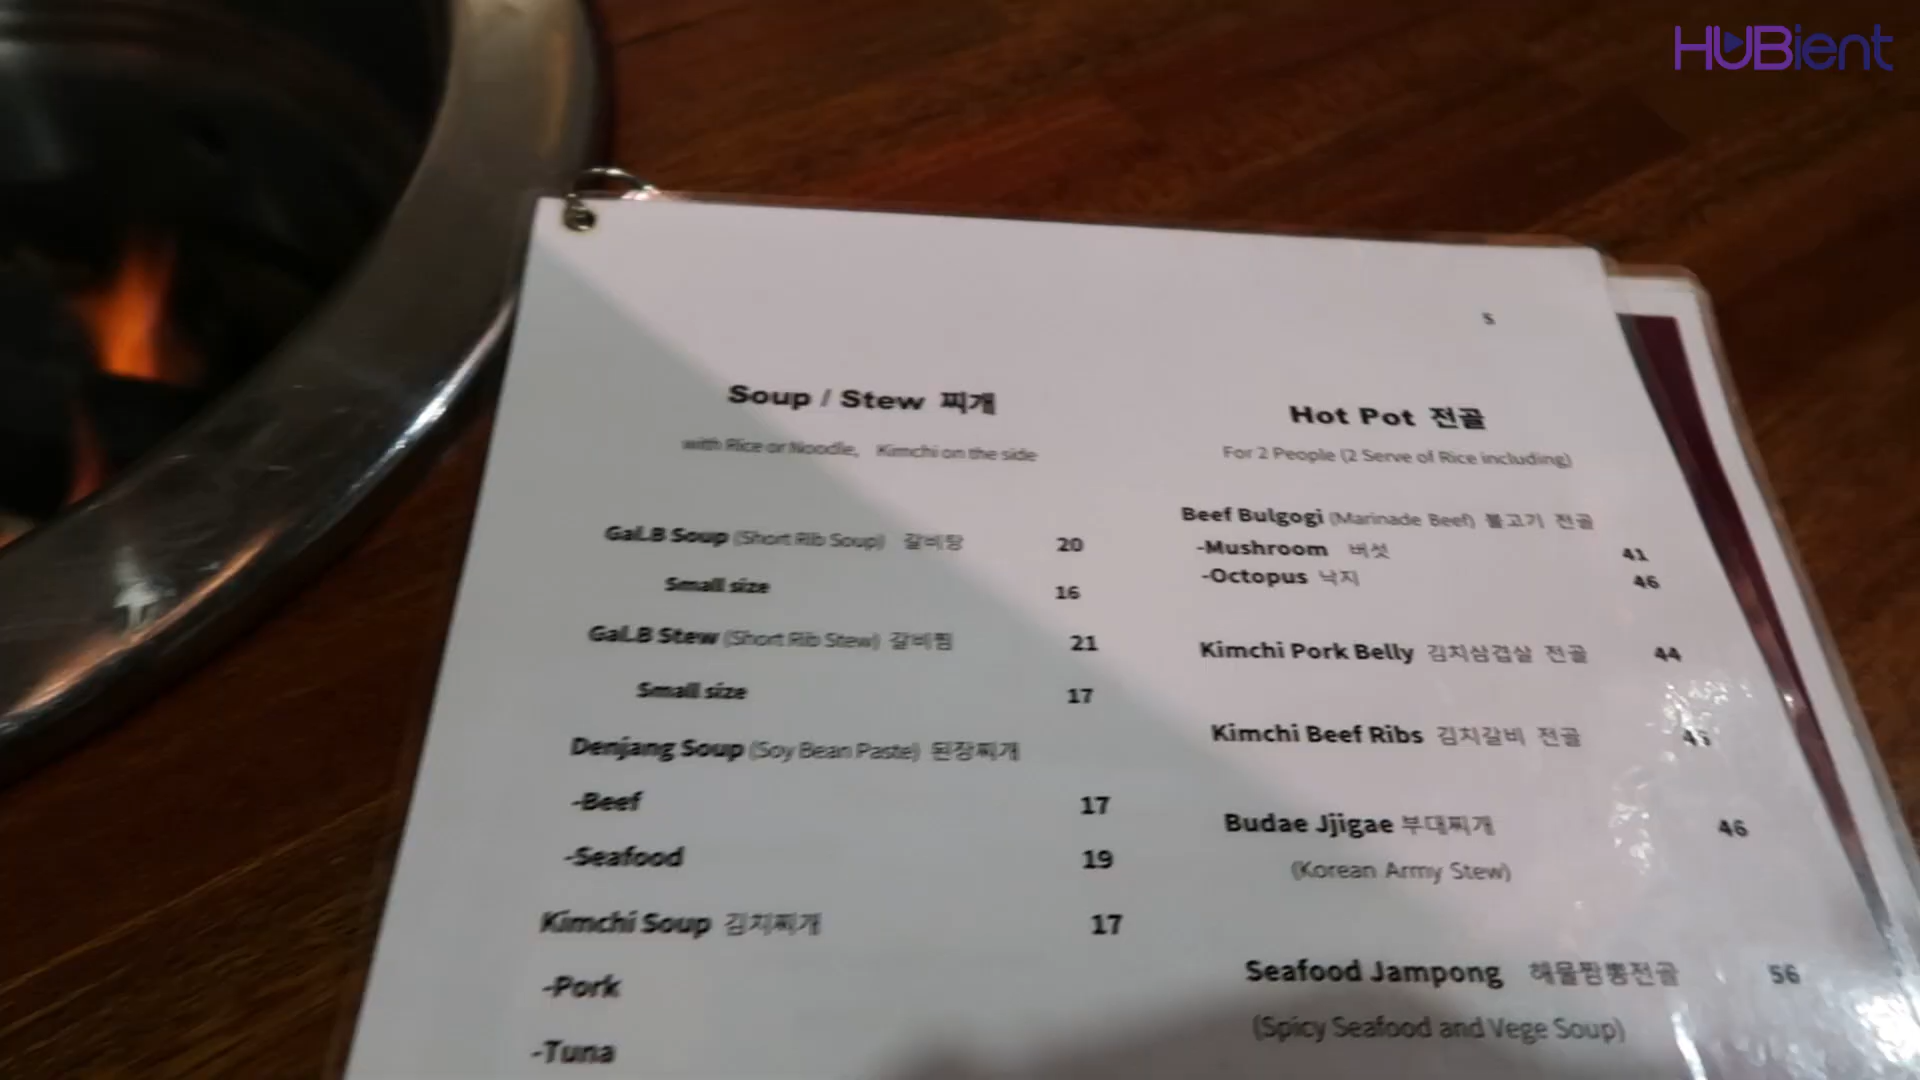 HUBient
5
Soup / Stew 찌개
with Rice or Noodle, Kimchi on the side
Gal.B Soup (Short Rib Soup) 갈비탕 20
Small size 16
Gal.B Stew (Short Rib Stew) 갈비찜 21
Small size 17
Denjang Soup (Soy Bean Paste) 된장찌개
-Beef 17
-Seafood 19
Kimchi Soup 김치찌개 17
-Pork
-Tuna
Hot Pot 전골
For 2 People (2 Serve of Rice including)
Beef Bulgogi (Marinade Beef) 불고기 전골
-Mushroom 버섯 41
-Octopus 낙지 46
Kimchi Pork Belly 김치삼겹살 전골 44
Kimchi Beef Ribs 김치갈비 전골
Budae Jjigae 부대찌개 46
(Korean Army Stew)
Seafood Jampong 해물짬뽕전골 56
(Spicy Seafood and Vege Soup)